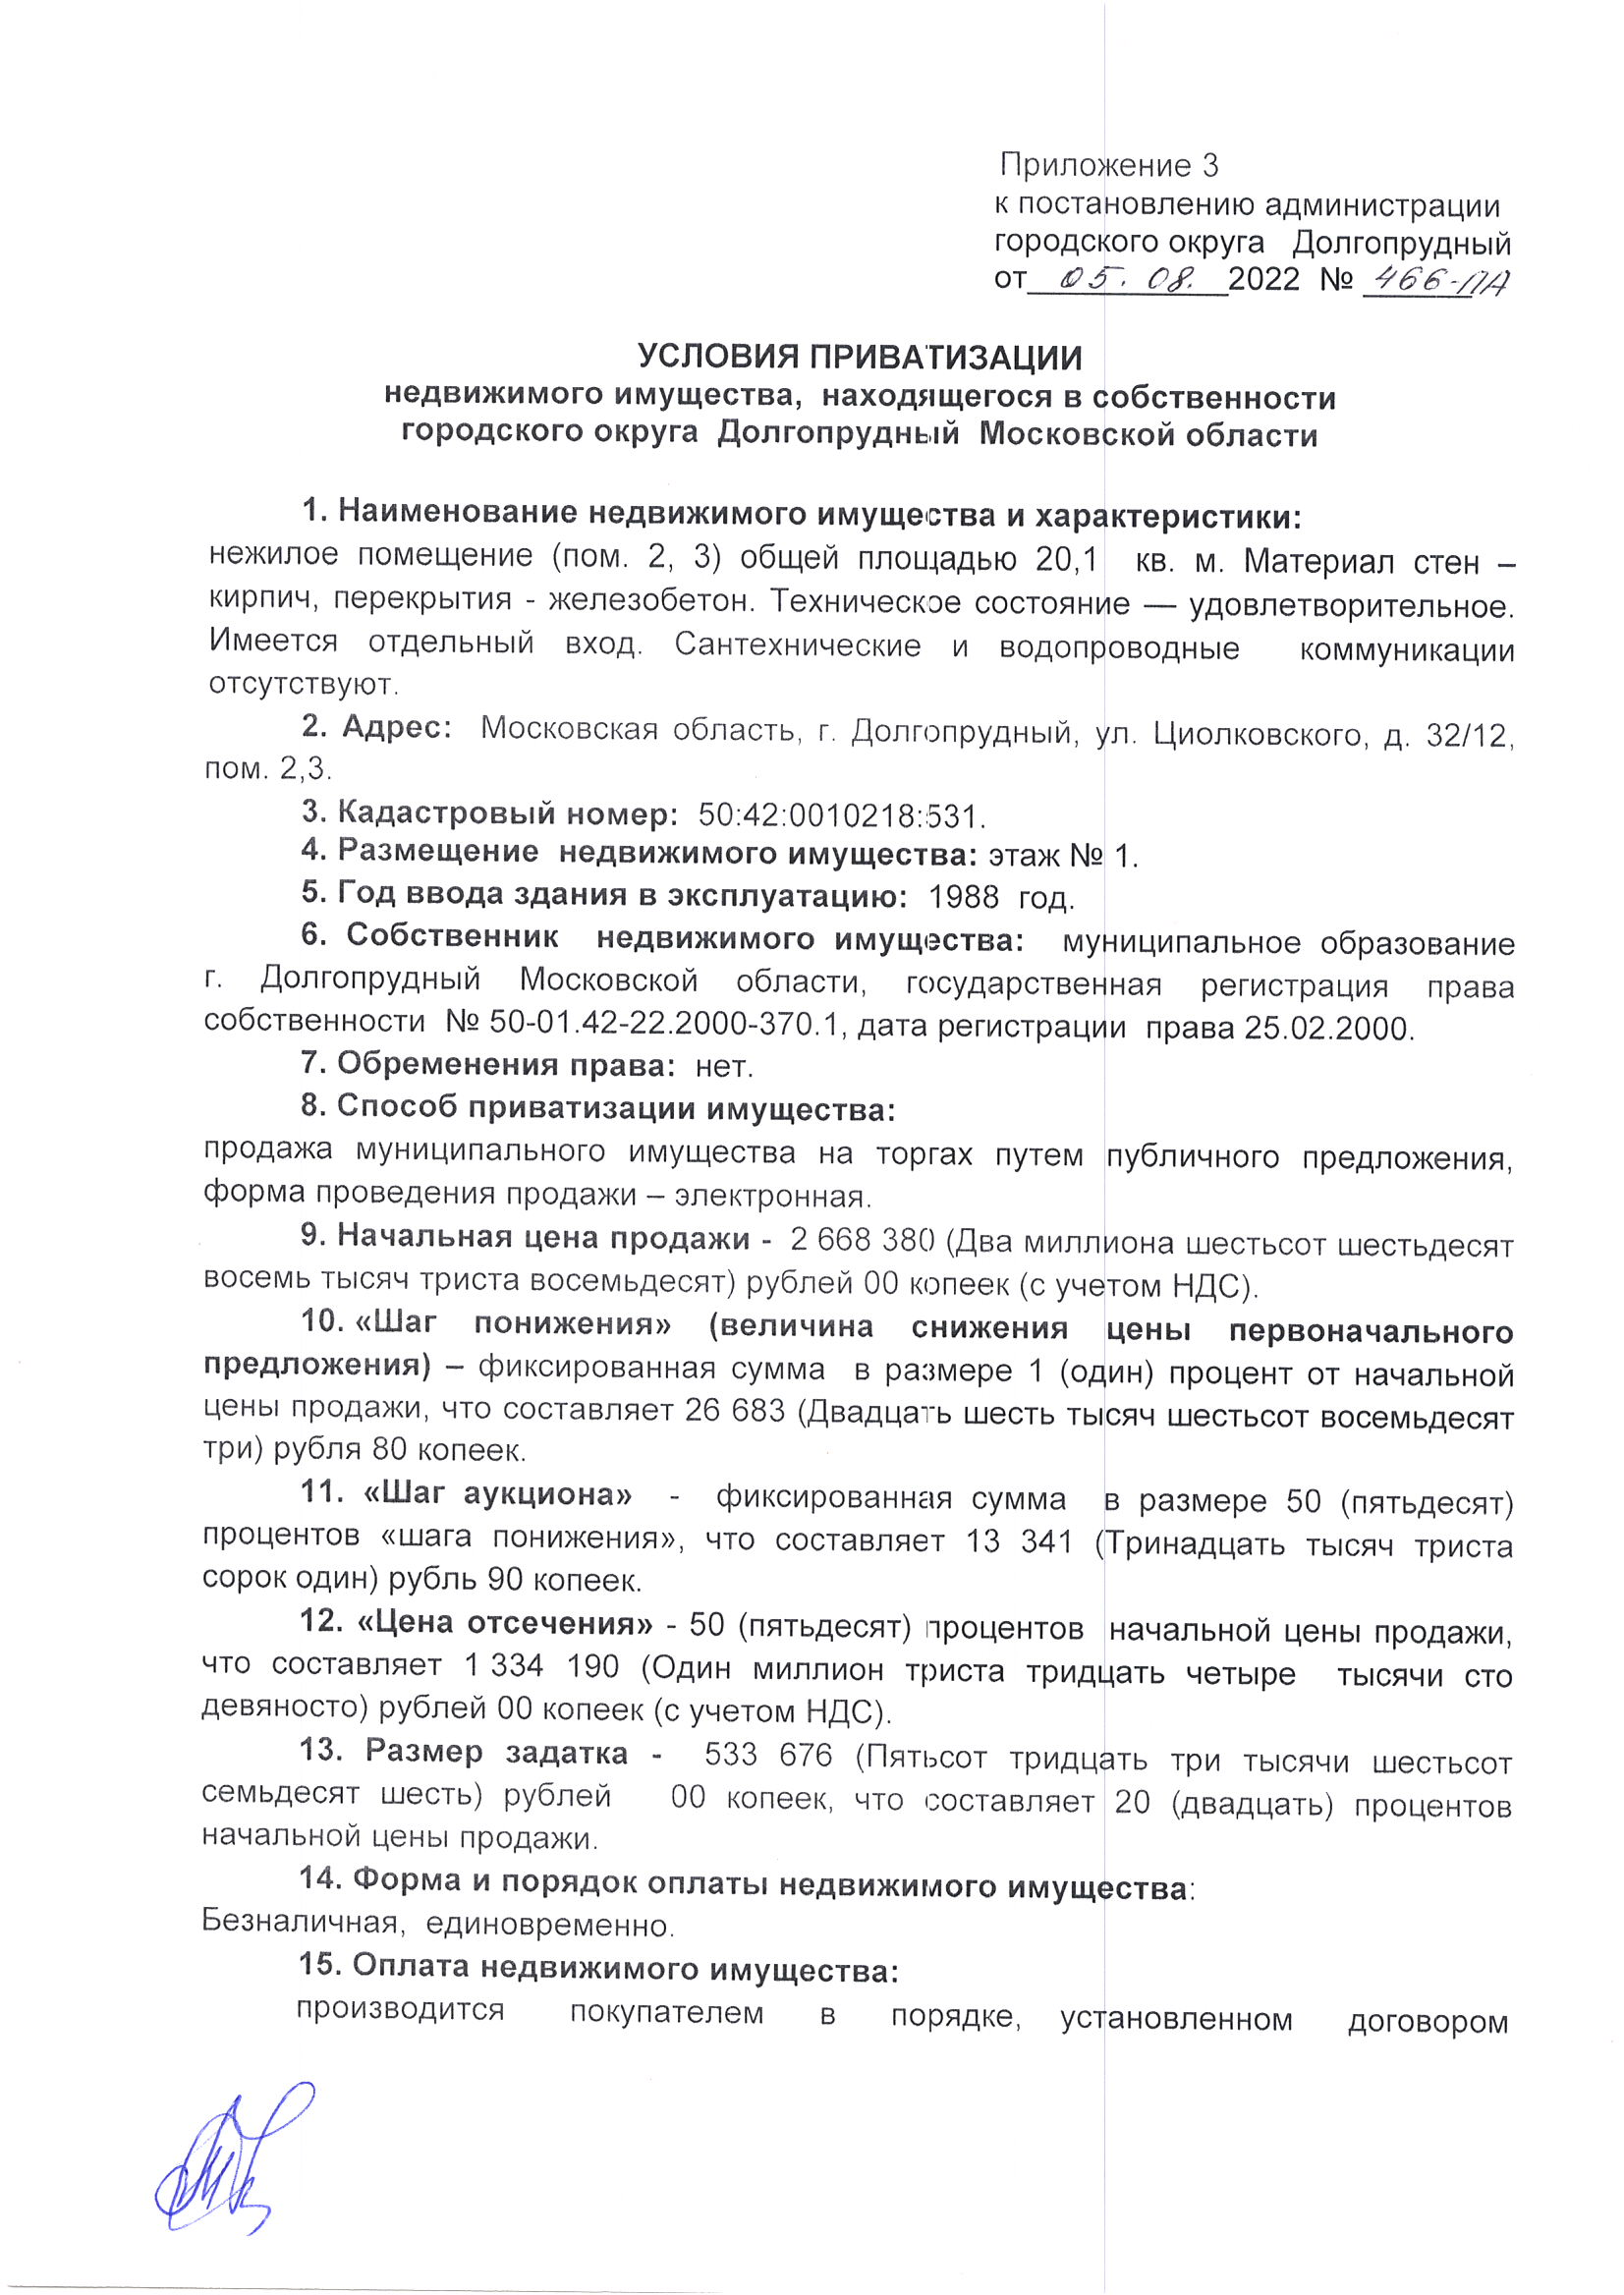 Приложение 3
к постановлению администрации
городского округа Долгопрудный
от 05.08. 2022 № 466-ПА
УСЛОВИЯ ПРИВАТИЗАЦИИ
недвижимого имущества, находящегося в собственности
городского округа Долгопрудный Московской области
1. Наименование недвижимого имущества и характеристики:
нежилое помещение (пом. 2, 3) общей площадью 20,1 кв. м. Материал стен –
кирпич, перекрытия - железобетон. Техническое состояние — удовлетворительное.
Имеется отдельный вход. Сантехнические и водопроводные коммуникации
отсутствуют.
2. Адрес: Московская область, г. Долгопрудный, ул. Циолковского, д. 32/12,
пом. 2,3.
3. Кадастровый номер: 50:42:0010218:531.
4. Размещение недвижимого имущества: этаж № 1.
5. Год ввода здания в эксплуатацию: 1988 год.
6. Собственник недвижимого имущества: муниципальное образование
г. Долгопрудный Московской области, государственная регистрация права
собственности № 50-01.42-22.2000-370.1, дата регистрации права 25.02.2000.
7. Обременения права: нет.
8. Способ приватизации имущества:
продажа муниципального имущества на торгах путем публичного предложения,
форма проведения продажи – электронная.
9. Начальная цена продажи - 2 668 380 (Два миллиона шестьсот шестьдесят
восемь тысяч триста восемьдесят) рублей 00 копеек (с учетом НДС).
10. «Шаг понижения» (величина снижения цены первоначального
предложения) – фиксированная сумма в размере 1 (один) процент от начальной
цены продажи, что составляет 26 683 (Двадцать шесть тысяч шестьсот восемьдесят
три) рубля 80 копеек.
11. «Шаг аукциона» - фиксированная сумма в размере 50 (пятьдесят)
процентов «шага понижения», что составляет 13 341 (Тринадцать тысяч триста
сорок один) рубль 90 копеек.
12. «Цена отсечения» - 50 (пятьдесят) процентов начальной цены продажи,
что составляет 1 334 190 (Один миллион триста тридцать четыре тысячи сто
девяносто) рублей 00 копеек (с учетом НДС).
13. Размер задатка - 533 676 (Пятьсот тридцать три тысячи шестьсот
семьдесят шесть) рублей 00 копеек, что составляет 20 (двадцать) процентов
начальной цены продажи.
14. Форма и порядок оплаты недвижимого имущества:
Безналичная, единовременно.
15. Оплата недвижимого имущества:
производится покупателем в порядке, установленном договором